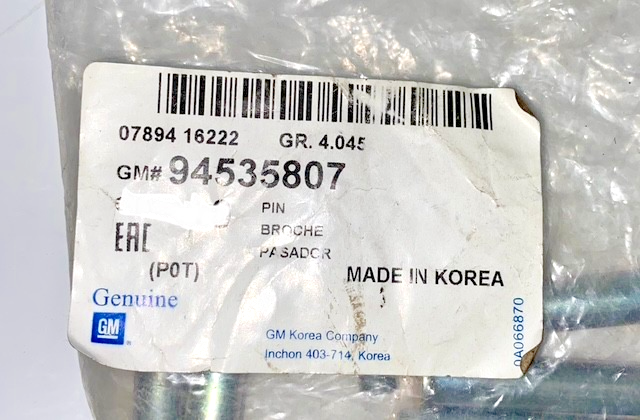 07894 16222 GR. 4.045
GM# 94535807
PIN
BROCHE
PASADOR
EAC
(P0T)
MADE IN KOREA
Genuine
GM
GM Korea Company
Inchon 403-714, Korea
0A066870